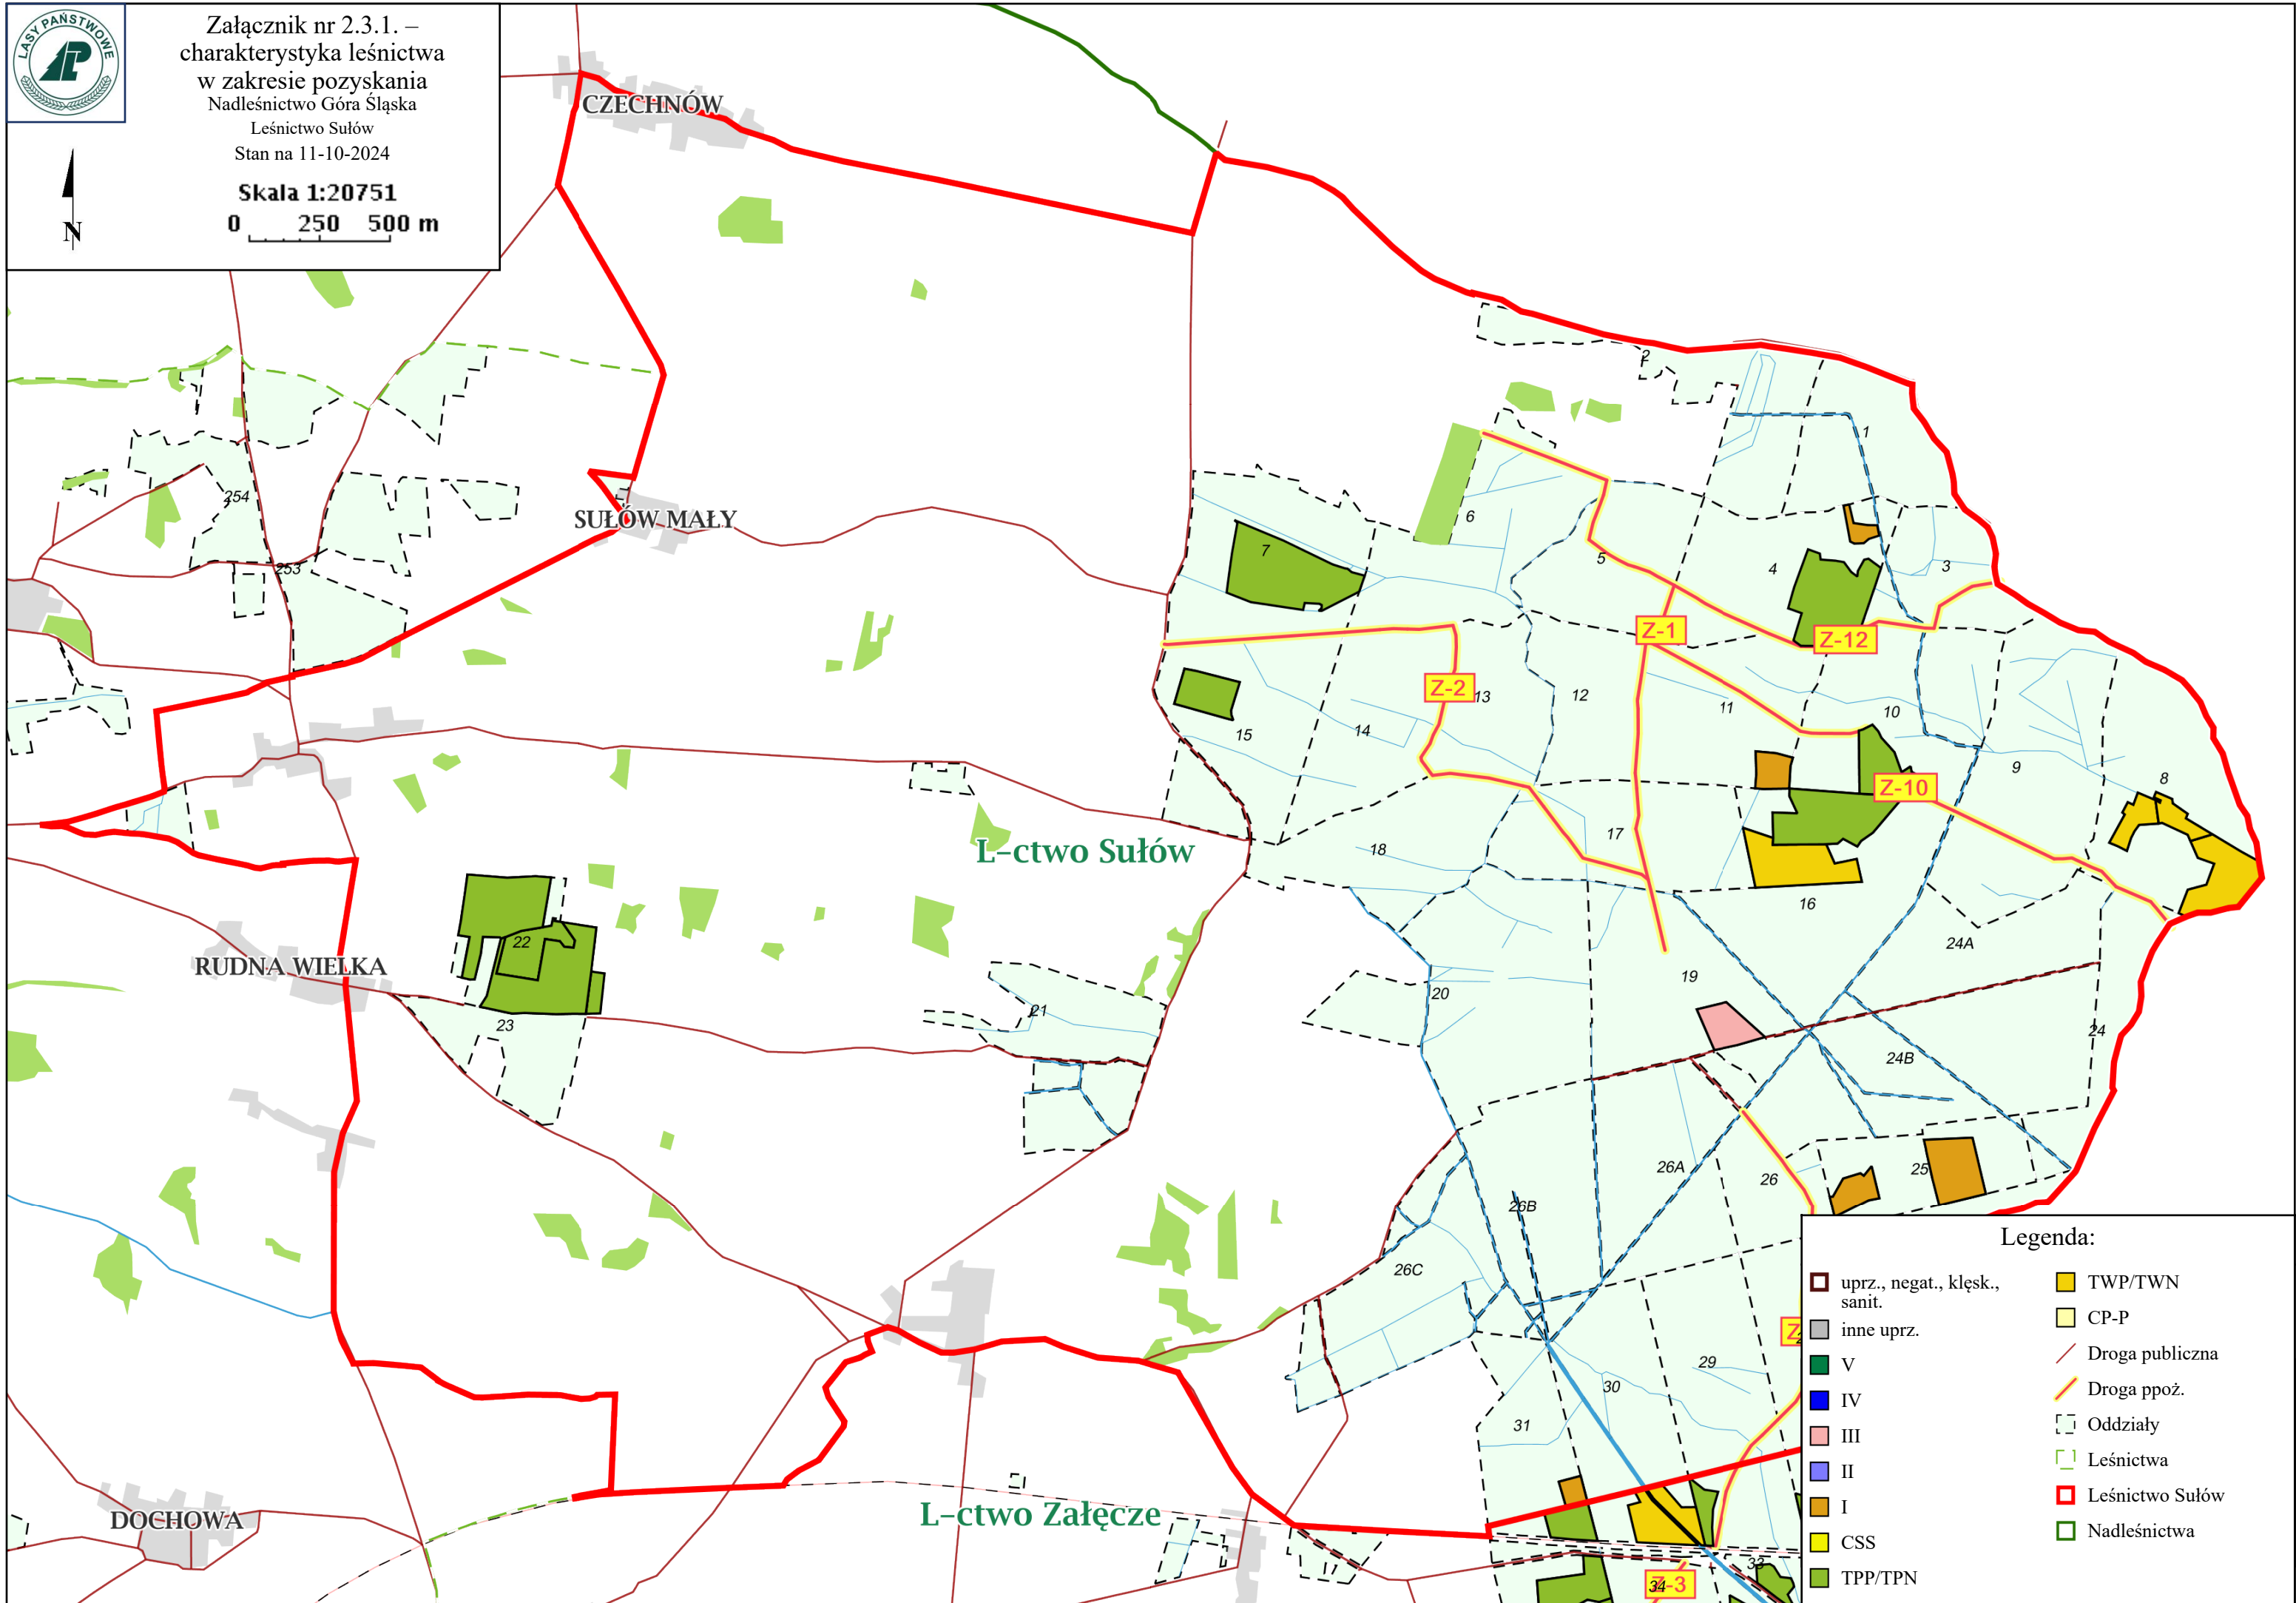 LASY PAŃSTWOWE
Załącznik nr 2.3.1. –
charakterystyka leśnictwa
w zakresie pozyskania
Nadleśnictwo Góra Śląska
Leśnictwo Sułów
Stan na 11-10-2024
Skala 1:20751
0 250 500 m
N
CZECHNÓW
2
1
254
SUŁÓW MAŁY
6
7
5
4
3
253
Z-1
Z-12
Z-2
13
12
11
10
15
14
9
8
Z-10
17
18
L-ctwo Sułów
16
22
24A
RUDNA WIELKA
19
20
21
23
24
24B
26A
26
25
26B
26C
29
30
31
Z
DOCHOWA
L-ctwo Załęcze
33
34
Z-3
Legenda:
uprz., negat., klęsk.,
sanit.
inne uprz.
V
IV
III
II
I
CSS
TPP/TPN
TWP/TWN
CP-P
Droga publiczna
Droga ppoż.
Oddziały
Leśnictwa
Leśnictwo Sułów
Nadleśnictwa